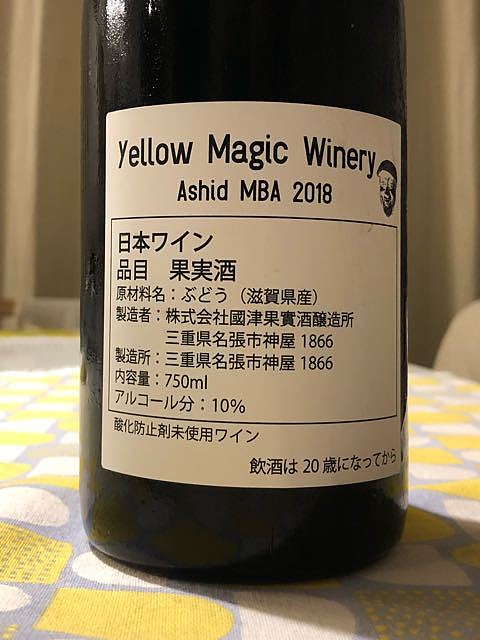 Yellow Magic Winery
Ashid MBA 2018
日本ワイン
品目　果実酒
原材料名：ぶどう（滋賀県産）
製造者：株式会社國津果實酒醸造所
三重県名張市神屋 1866
製造所：三重県名張市神屋 1866
内容量：750ml
アルコール分：10%
酸化防止剤未使用ワイン
飲酒は 20 歳になってから